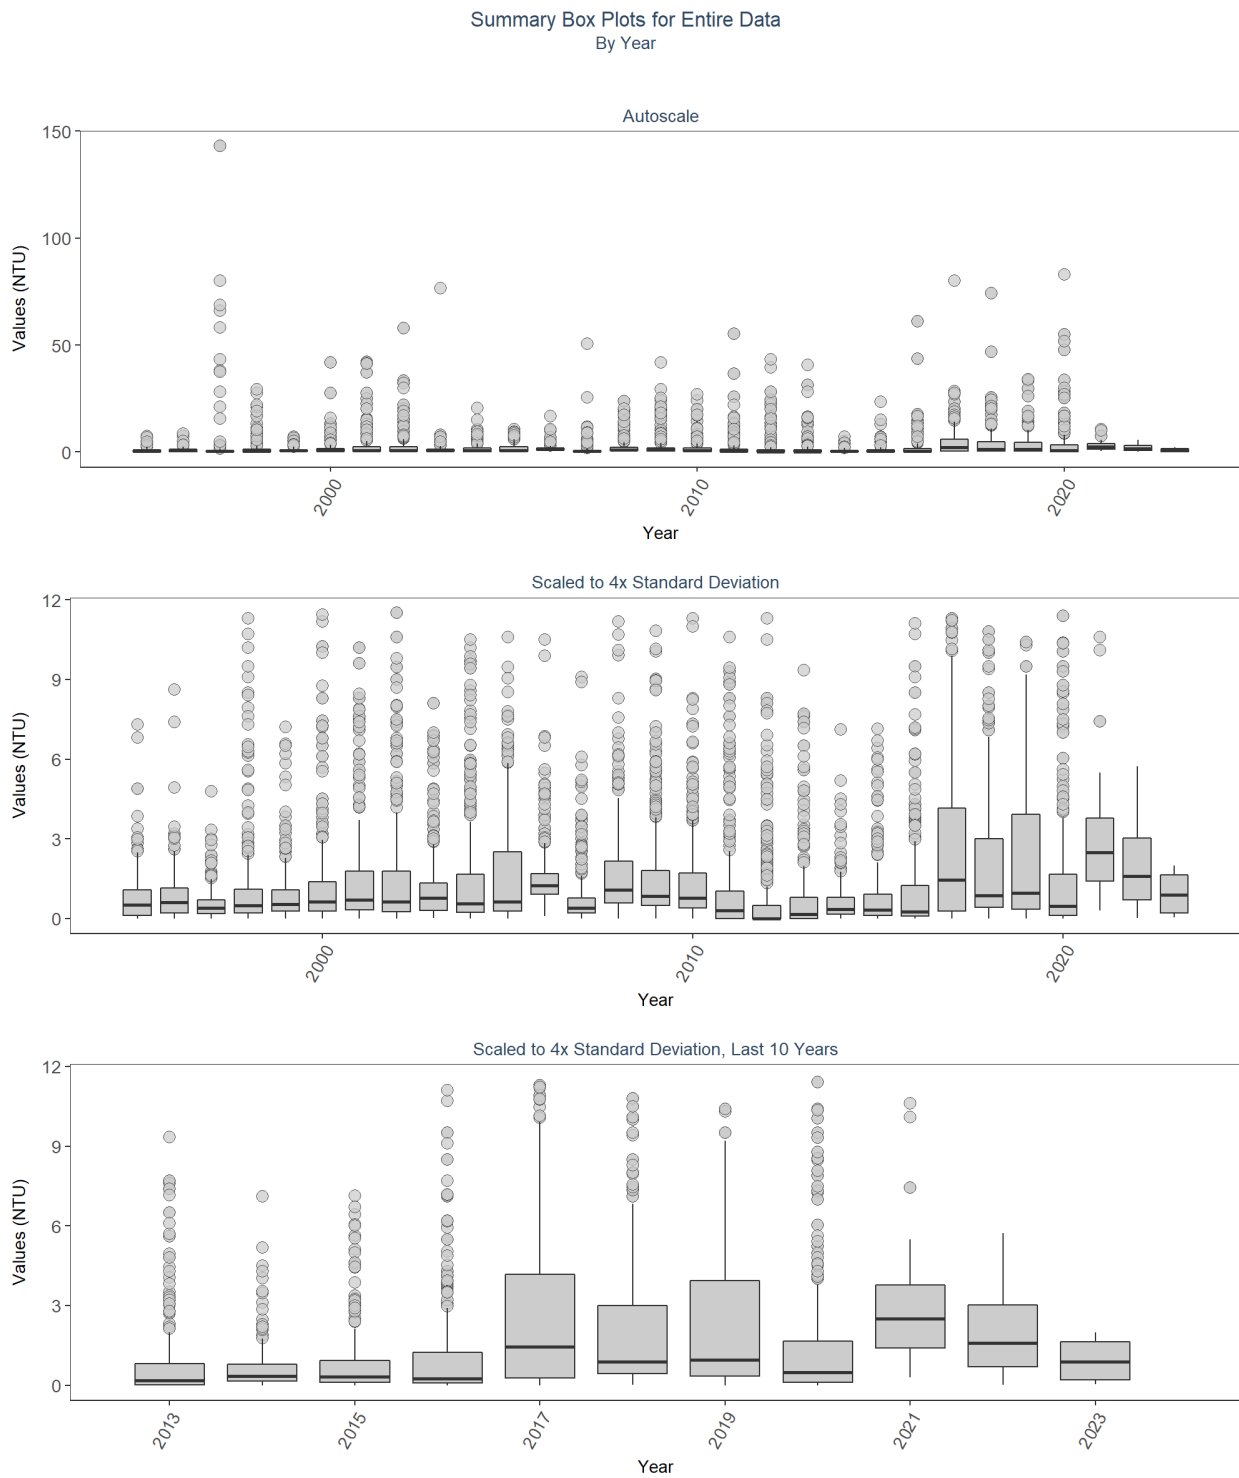 Summary Box Plots for Entire Data
By Year
Autoscale
Values (NTU)
150
100
50
0
2000
2010
2020
Year
Scaled to 4x Standard Deviation
Values (NTU)
12
9
6
3
0
2000
2010
2020
Year
Scaled to 4x Standard Deviation, Last 10 Years
Values (NTU)
12
9
6
3
0
2013
2015
2017
2019
2021
2023
Year